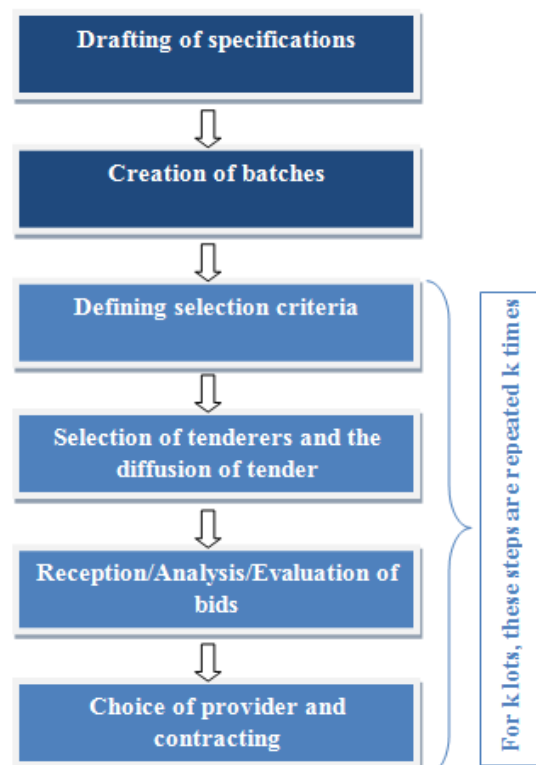 Drafting of specifications
Creation of batches
Defining selection criteria
Selection of tenderers and the
diffusion of tender
Reception/Analysis/Evaluation of
bids
Choice of provider and
contracting
For k lots, these steps are repeated k times